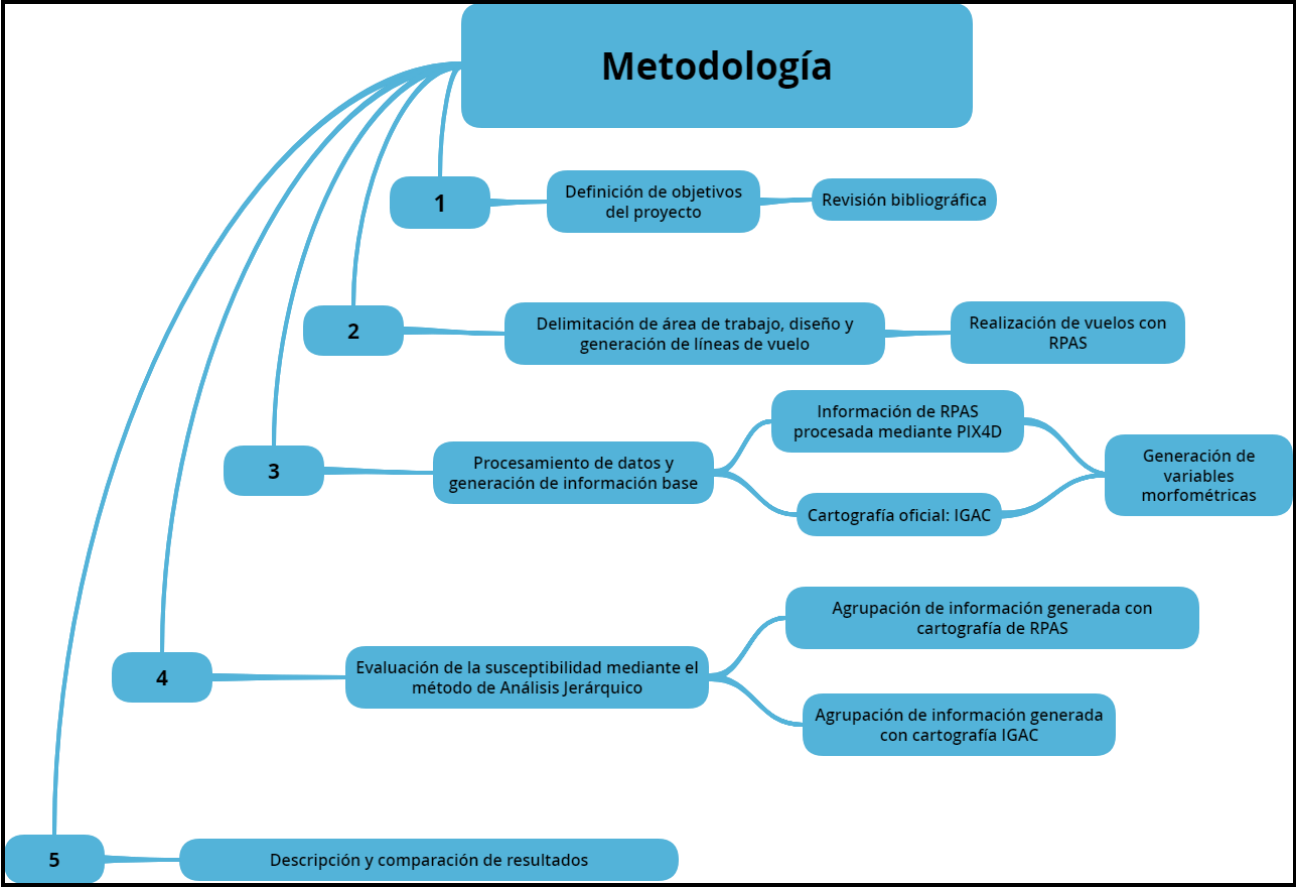 Metodología
1
Definición de objetivos
del proyecto
Revisión bibliográfica
2
Delimitación de área de trabajo, diseño y
generación de líneas de vuelo
Realización de vuelos con
RPAS
3
Procesamiento de datos y
generación de información base
Información de RPAS
procesada mediante PIX4D
Cartografía oficial: IGAC
Generación de
variables
morfométricas
4
Evaluación de la susceptibilidad mediante el
método de Análisis Jerárquico
Agrupación de información generada con
cartografía de RPAS
Agrupación de información generada
con cartografía IGAC
5
Descripción y comparación de resultados